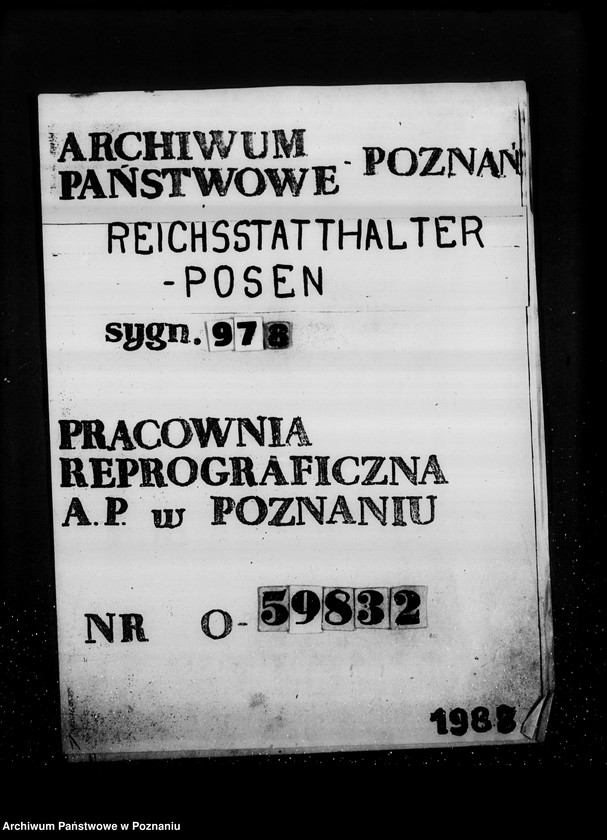 ARCHIWUM
PAŃSTWOWE - POZNAŃ
REICHSSTATTHALTER
-POSEN
sygn. 978
PRACOWNIA
REPROGRAFICZNA
A.P. w POZNANIU
NR O-59832
1988
Archiwum Państwowe w Poznaniu